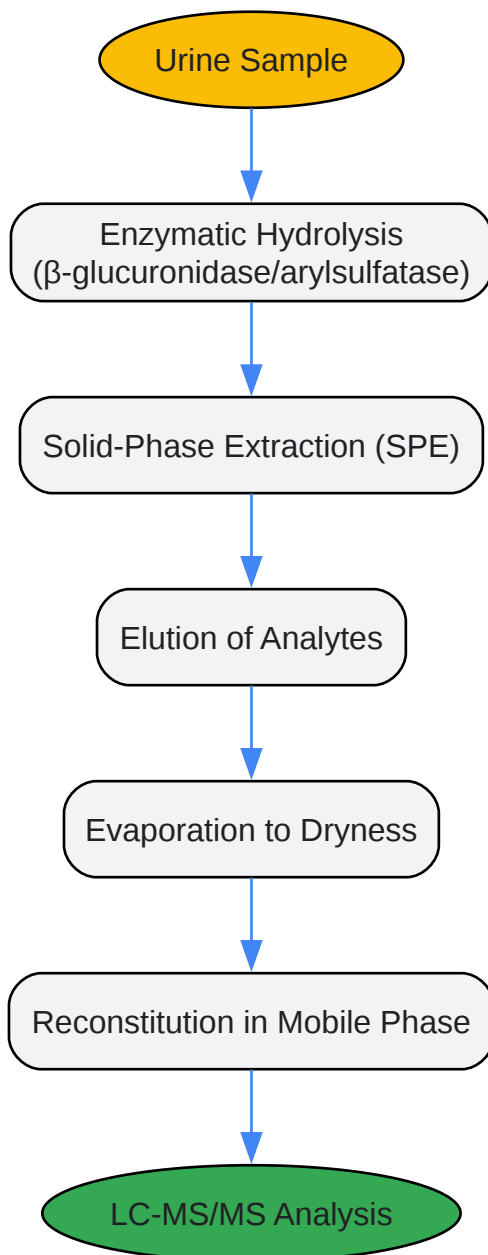 Urine Sample
Enzymatic Hydrolysis
(β-glucuronidase/arylsulfatase)
Solid-Phase Extraction (SPE)
Elution of Analytes
Evaporation to Dryness
Reconstitution in Mobile Phase
LC-MS/MS Analysis